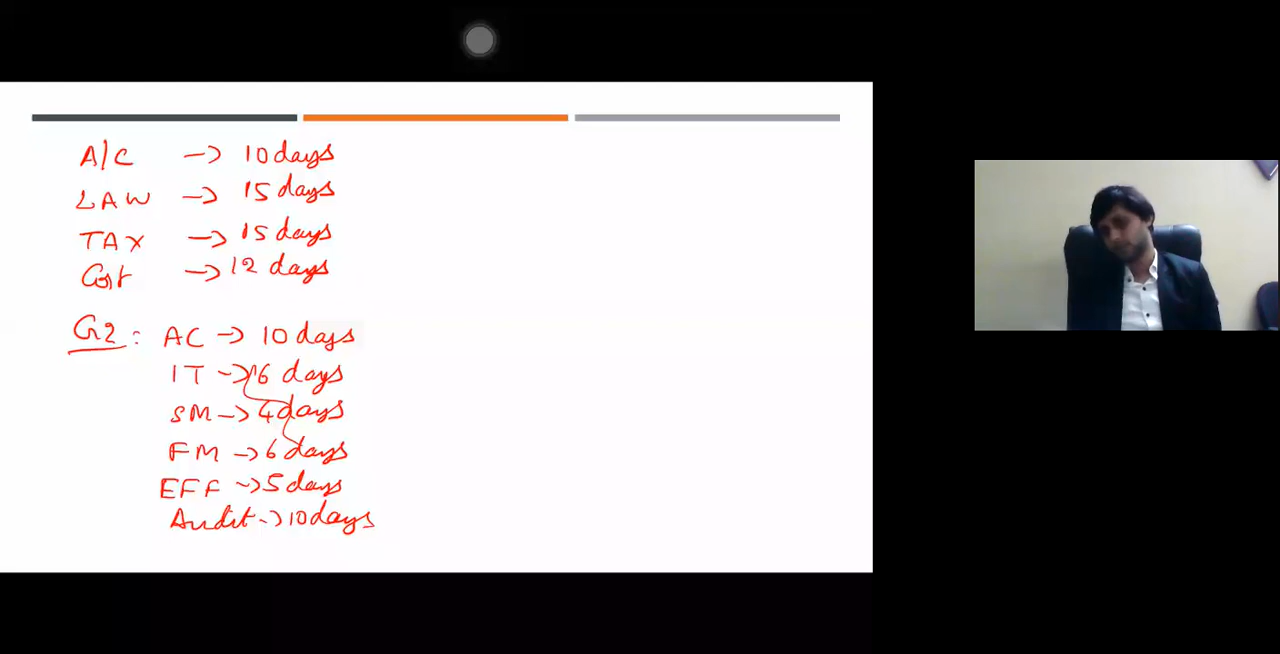 A/C -> 10 days
LAW -> 15 days
TAX -> 15 days
Cost -> 12 days
G2 : AC -> 10 days
IT -> 6 days
SM -> 4 days
FM -> 6 days
EFF -> 5 days
Audit -> 10 days